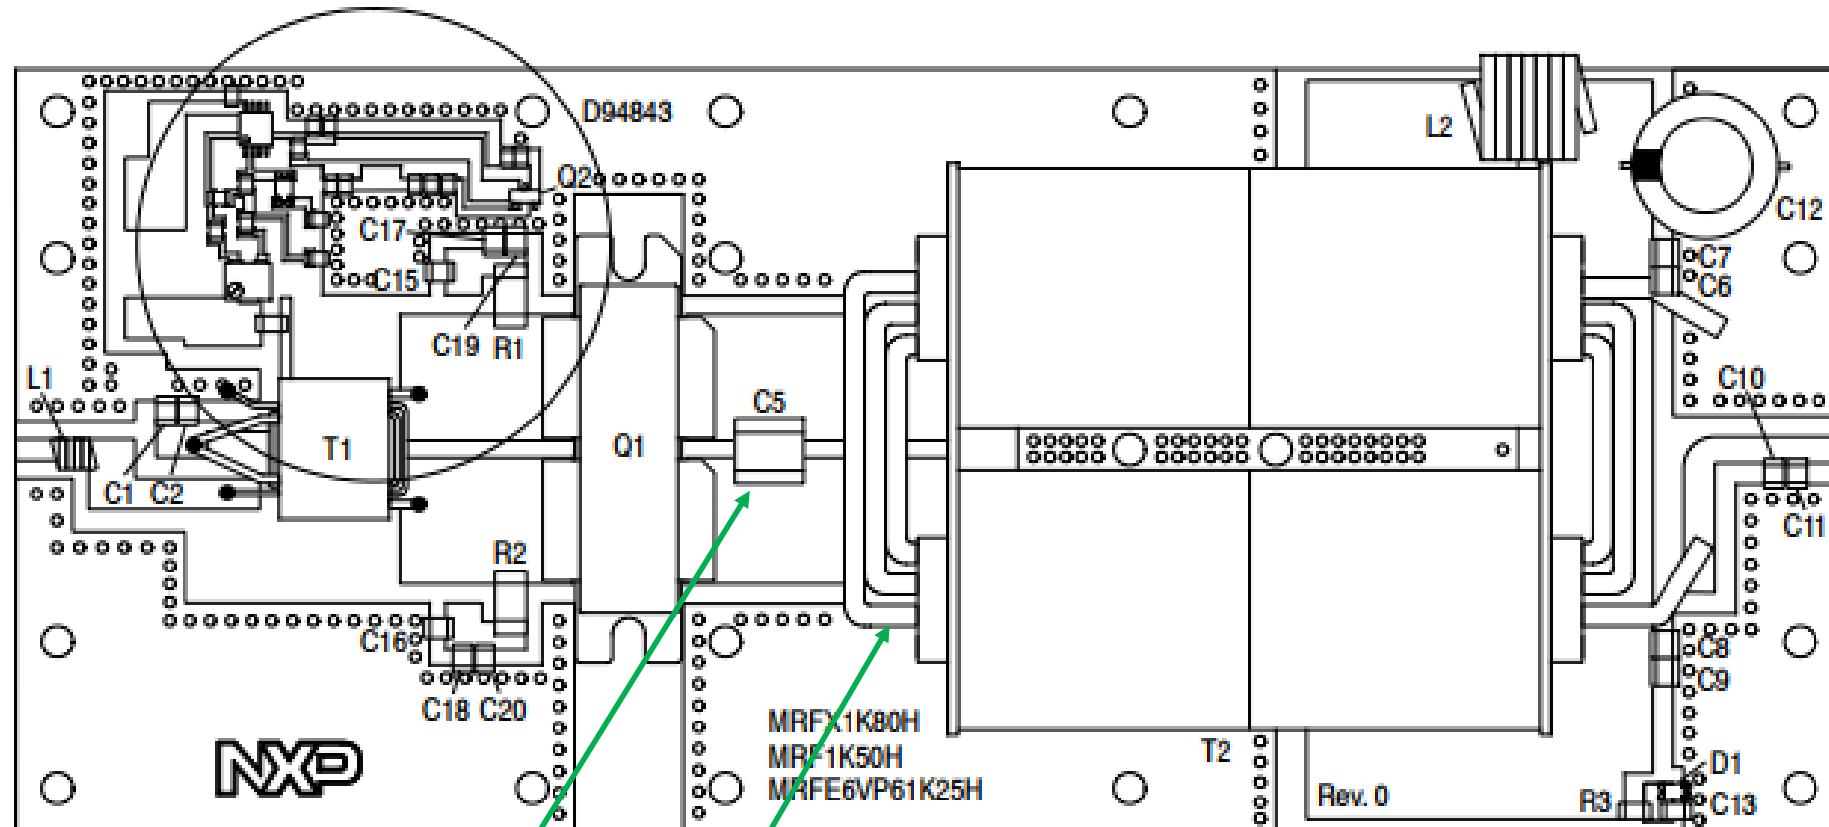 D94843
L2
Q2
C12
C17
C7
C15
C6
C19 R1
L1
C10
C5
T1
Q1
C1 C2
C11
R2
C16
C8
C9
C18 C20
MRFX1K80H
MRF1K50H
MRFE6VP61K25H
T2
NXP
D1
Rev. 0
R3
C13